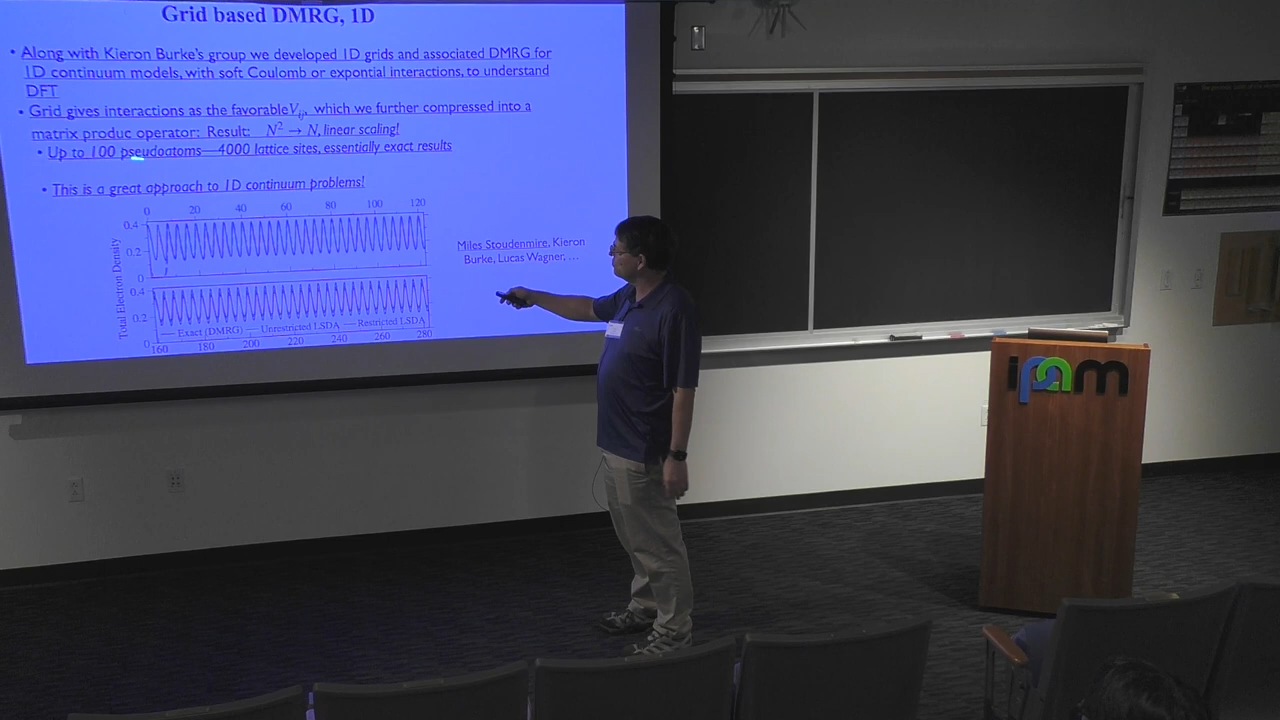 Grid based DMRG, 1D
• Along with Kieron Burke's group we developed 1D grids and associated DMRG for
1D continuum models, with soft Coulomb or expontial interactions, to understand
DFT
• Grid gives interactions as the favorable Vij, which we further compressed into a
matrix produc operator: Result: N² → N, linear scaling!
• Up to 100 pseudoatoms—4000 lattice sites, essentially exact results
• This is a great approach to 1D continuum problems!
0 20 40 60 80 100 120
0.4
0.2
0
0.4
0.2
0
Total Electron Density
Exact (DMRG) Unrestricted LSDA Restricted LSDA
160 180 200 220 240 260 280
Miles Stoudenmire, Kieron
Burke, Lucas Wagner, …
ipam